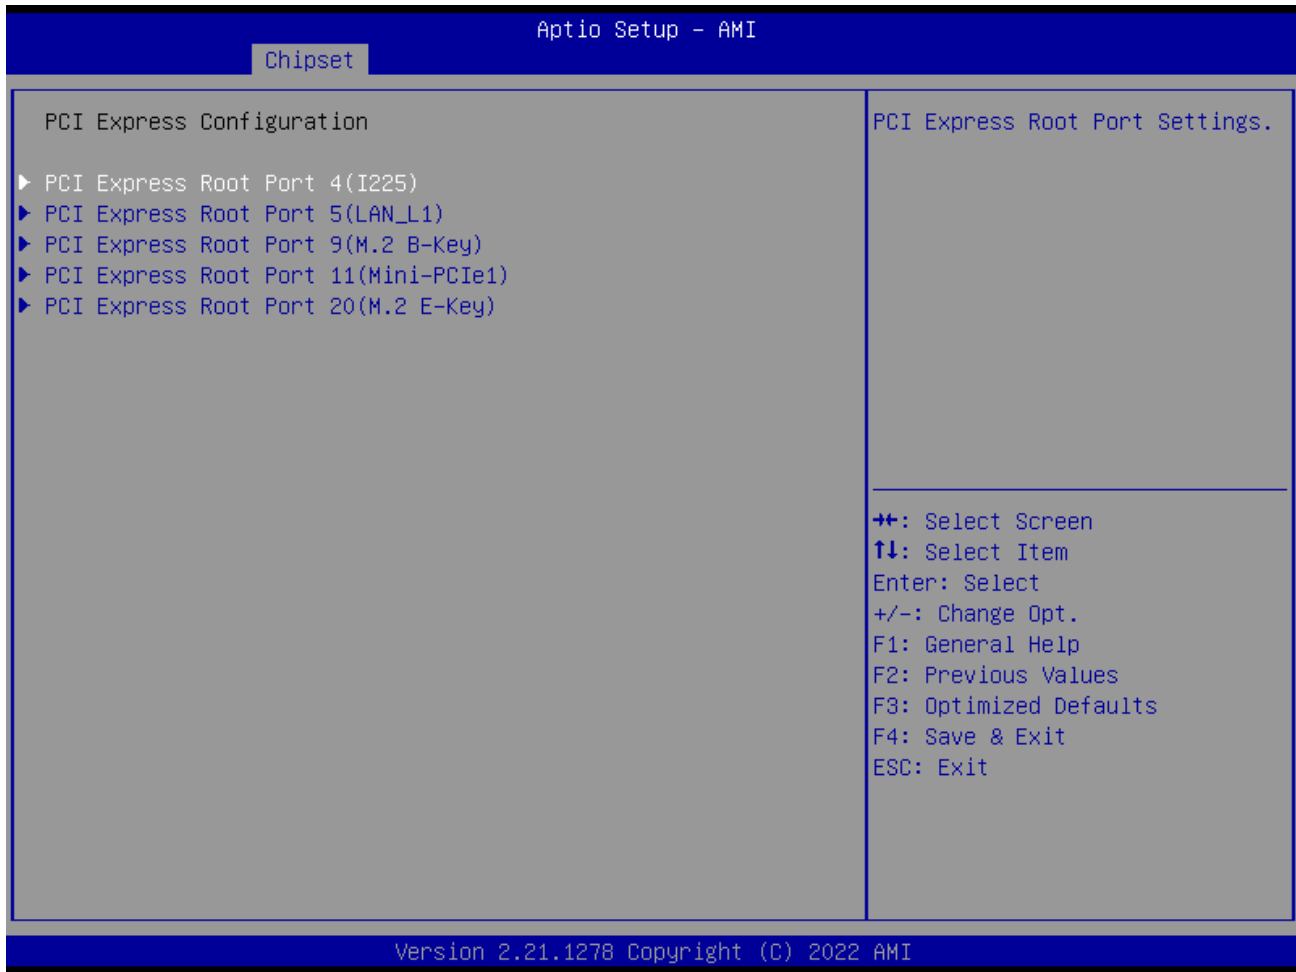 Aptio Setup – AMI
Chipset
PCI Express Configuration
▶ PCI Express Root Port 4(I225)
▶ PCI Express Root Port 5(LAN_L1)
▶ PCI Express Root Port 9(M.2 B-Key)
▶ PCI Express Root Port 11(Mini-PCIe1)
▶ PCI Express Root Port 20(M.2 E-Key)
PCI Express Root Port Settings.
→←: Select Screen
↑↓: Select Item
Enter: Select
+/-: Change Opt.
F1: General Help
F2: Previous Values
F3: Optimized Defaults
F4: Save & Exit
ESC: Exit
Version 2.21.1278 Copyright (C) 2022 AMI